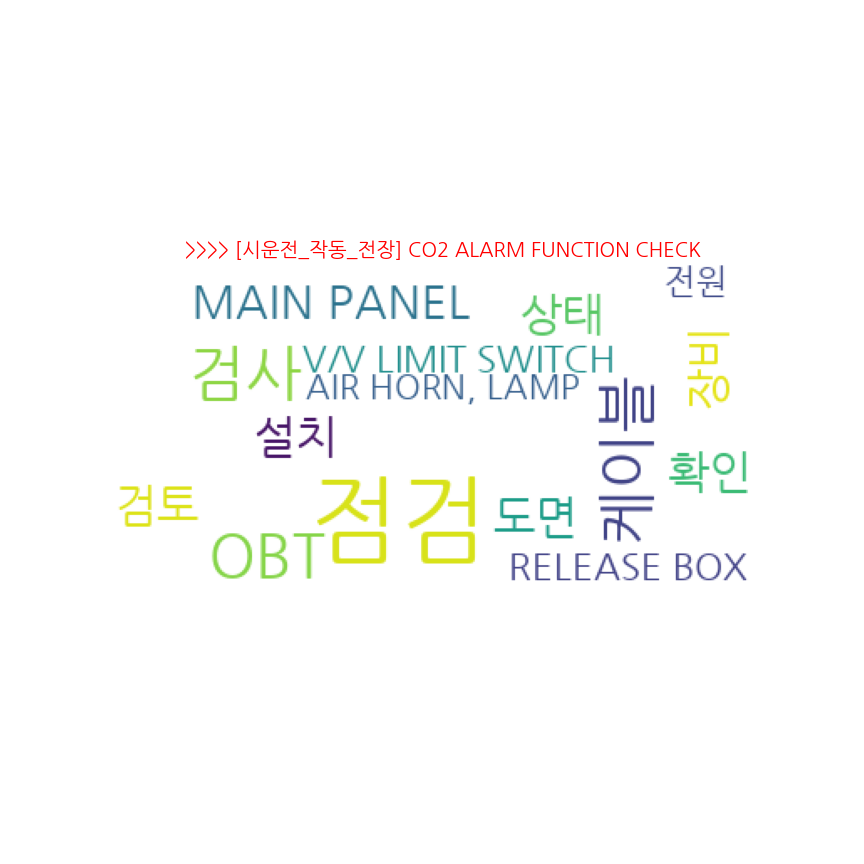 >>>> [시운전_작동_전장] CO2 ALARM FUNCTION CHECK
전원
MAIN PANEL
상태
검사
V/V LIMIT SWITCH
장비
AIR HORN, LAMP
케이블
설치
확인
검토
점검
도면
OBT
RELEASE BOX